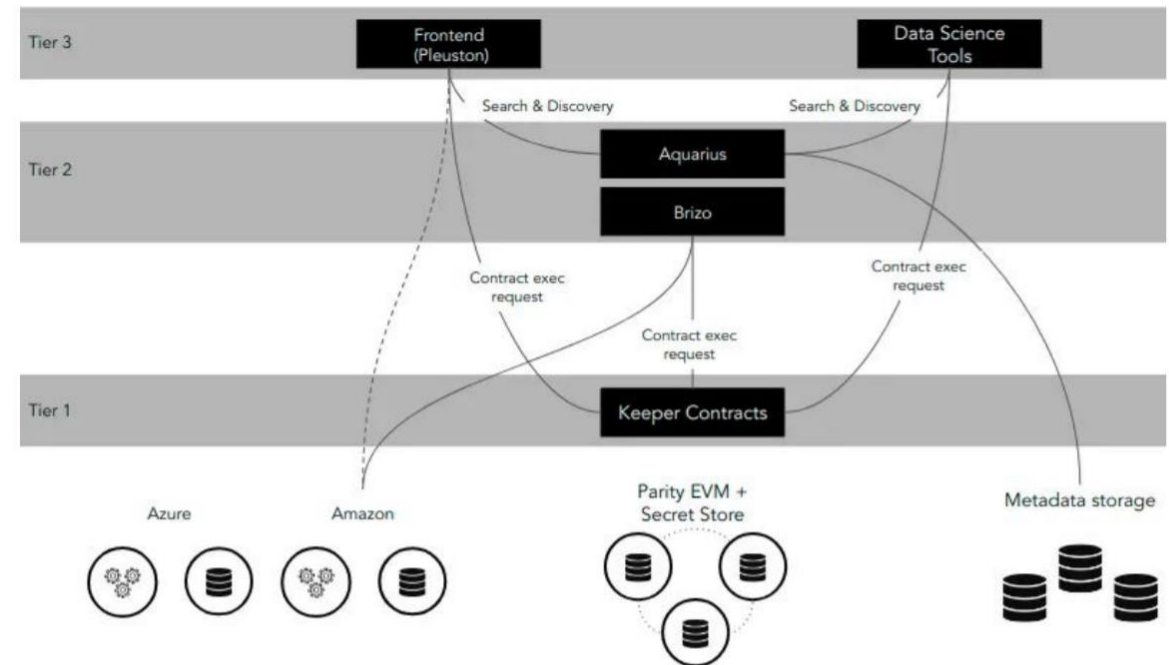 Tier 3
Frontend
(Pleuston)
Data Science
Tools
Search & Discovery
Search & Discovery
Tier 2
Aquarius
Brizo
Contract exec
request
Contract exec
request
Contract exec
request
Tier 1
Keeper Contracts
Azure
Amazon
Parity EVM +
Secret Store
Metadata storage